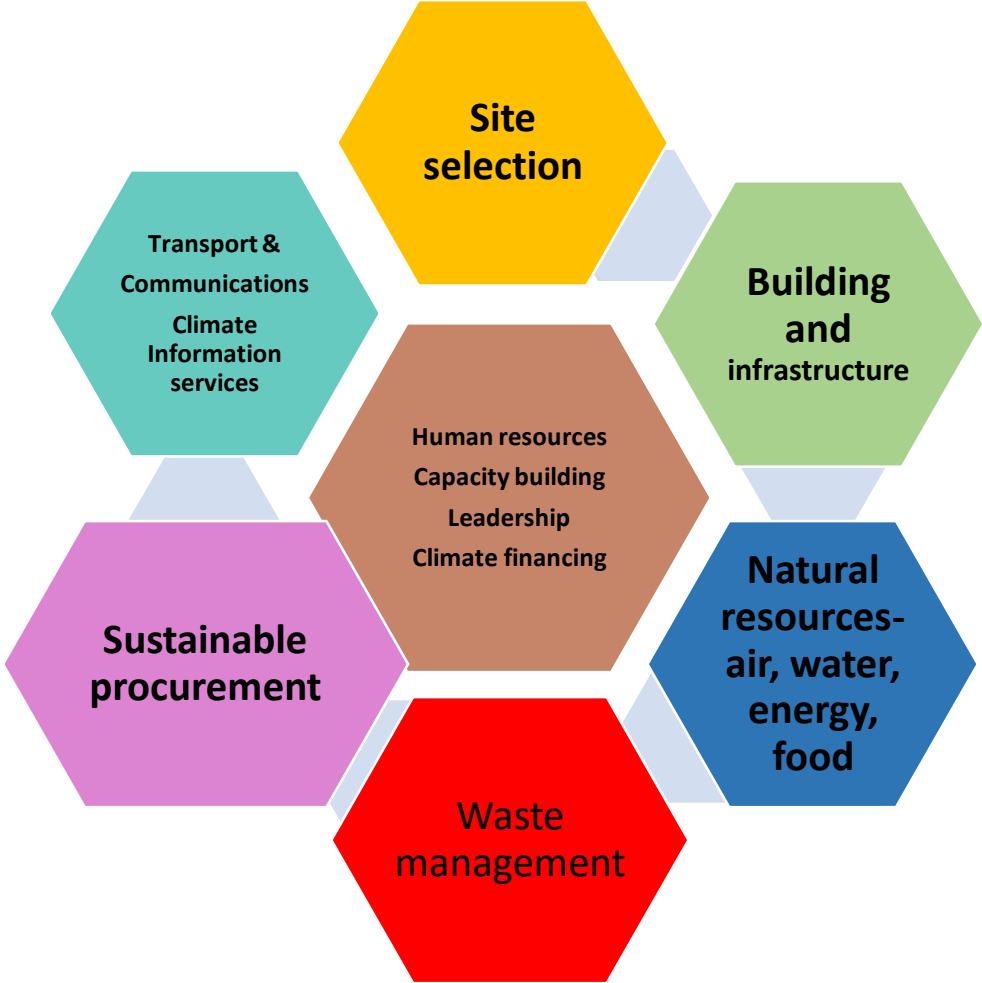 Site
selection
Building
and
infrastructure
Natural
resources-
air, water,
energy,
food
Waste
management
Sustainable
procurement
Transport &
Communications
Climate
Information
services
Human resources
Capacity building
Leadership
Climate financing